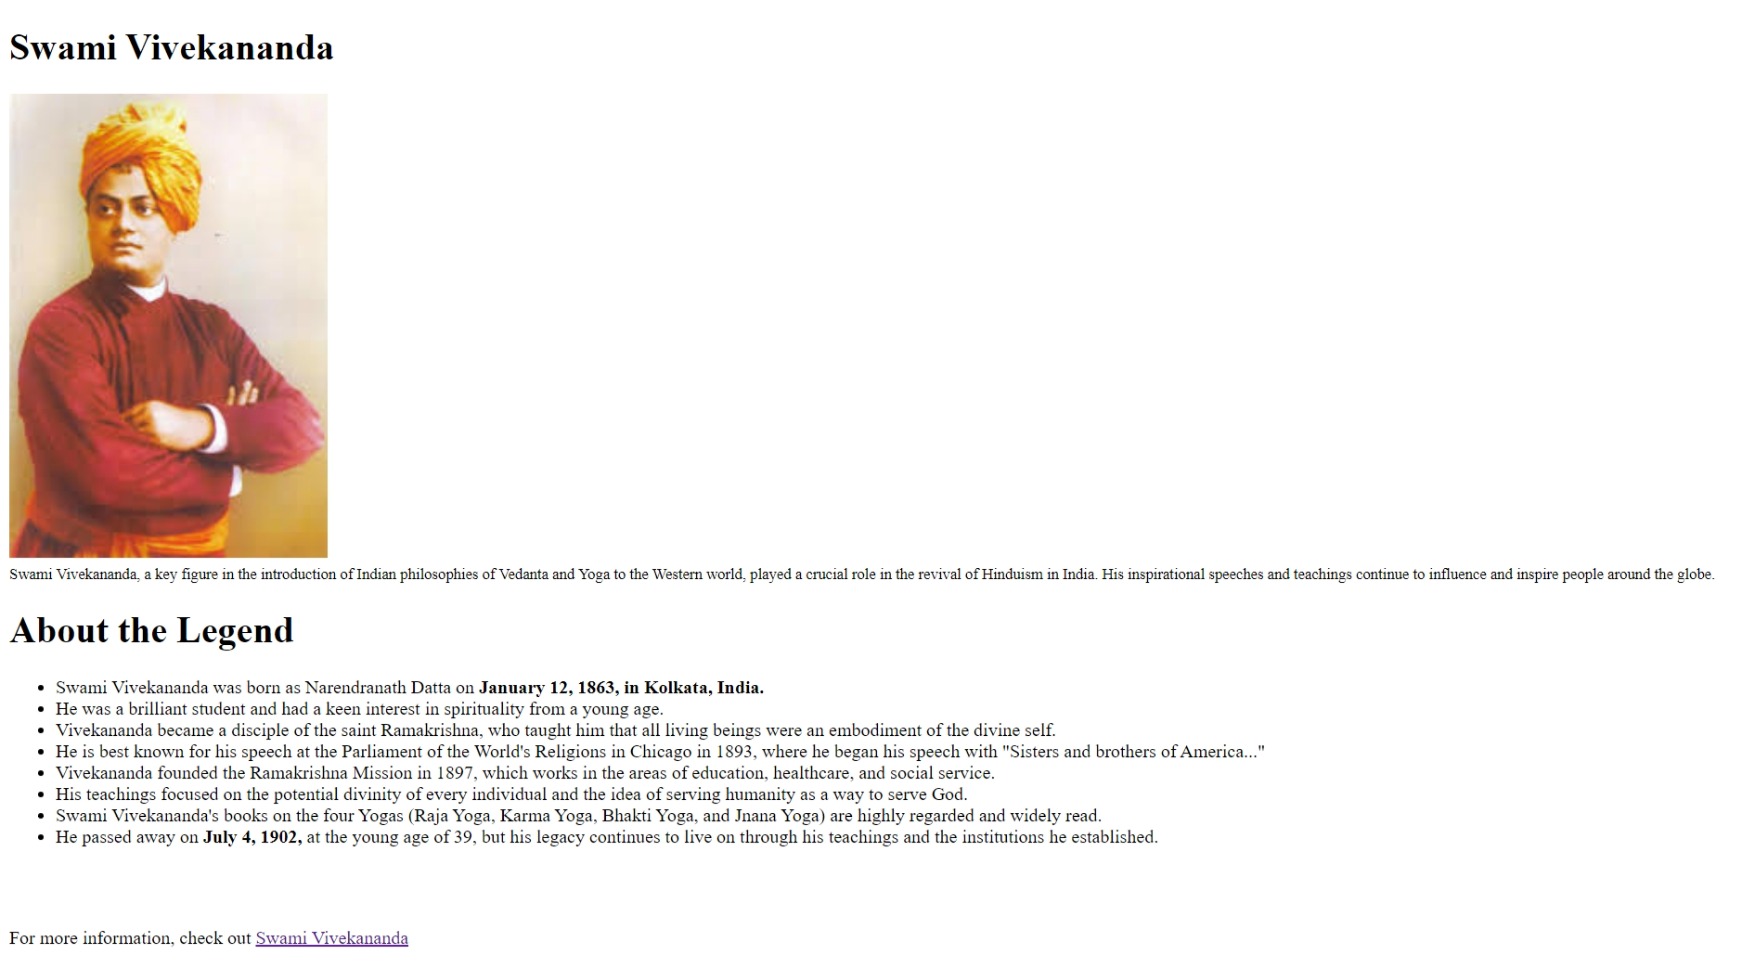 Swami Vivekananda
Swami Vivekananda, a key figure in the introduction of Indian philosophies of Vedanta and Yoga to the Western world, played a crucial role in the revival of Hinduism in India. His inspirational speeches and teachings continue to influence and inspire people around the globe.
About the Legend
• Swami Vivekananda was born as Narendranath Datta on January 12, 1863, in Kolkata, India.
• He was a brilliant student and had a keen interest in spirituality from a young age.
• Vivekananda became a disciple of the saint Ramakrishna, who taught him that all living beings were an embodiment of the divine self.
• He is best known for his speech at the Parliament of the World's Religions in Chicago in 1893, where he began his speech with "Sisters and brothers of America..."
• Vivekananda founded the Ramakrishna Mission in 1897, which works in the areas of education, healthcare, and social service.
• His teachings focused on the potential divinity of every individual and the idea of serving humanity as a way to serve God.
• Swami Vivekananda's books on the four Yogas (Raja Yoga, Karma Yoga, Bhakti Yoga, and Jnana Yoga) are highly regarded and widely read.
• He passed away on July 4, 1902, at the young age of 39, but his legacy continues to live on through his teachings and the institutions he established.
For more information, check out Swami Vivekananda